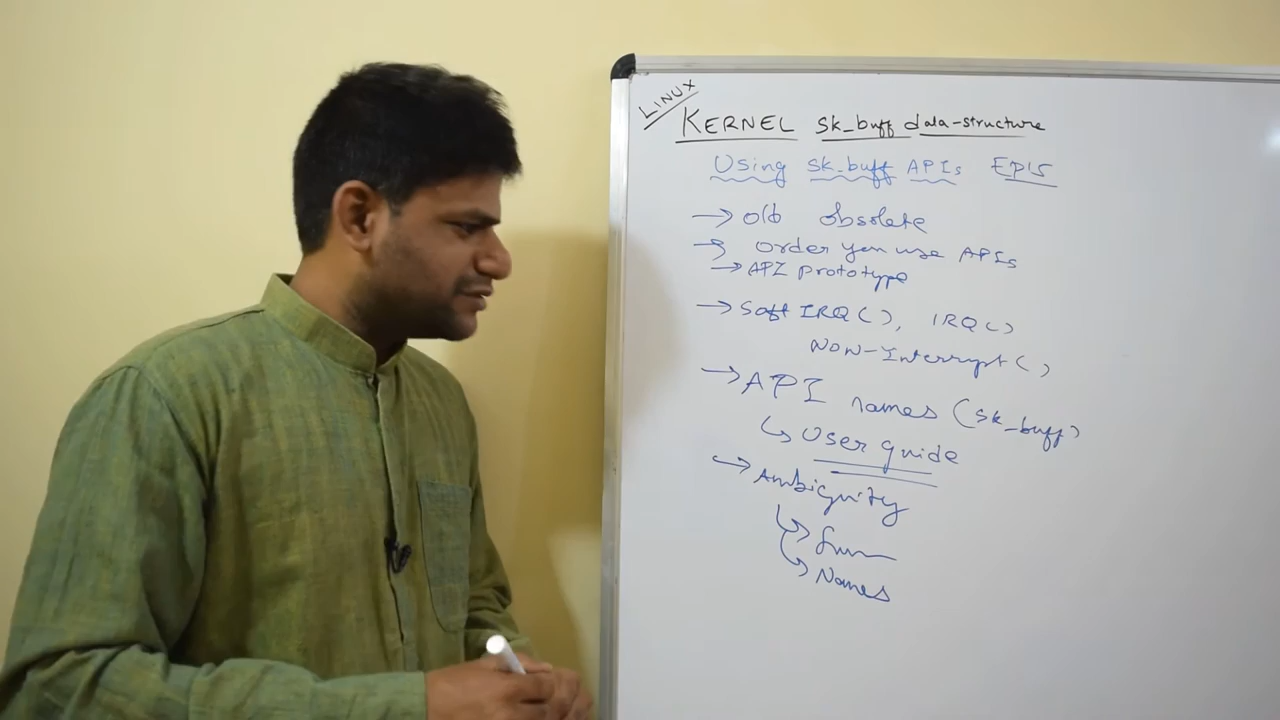 LINUX
KERNEL sk_buff data-structure
Using sk_buff APIs EP15
→ old obsolete
→ order you use APIs
→ API prototype
→ Soft IRQ(), IRQ()
NON-Interrupt()
→ API names (sk_buff)
↳ User guide
→ Ambiguity
↳
↳ Names